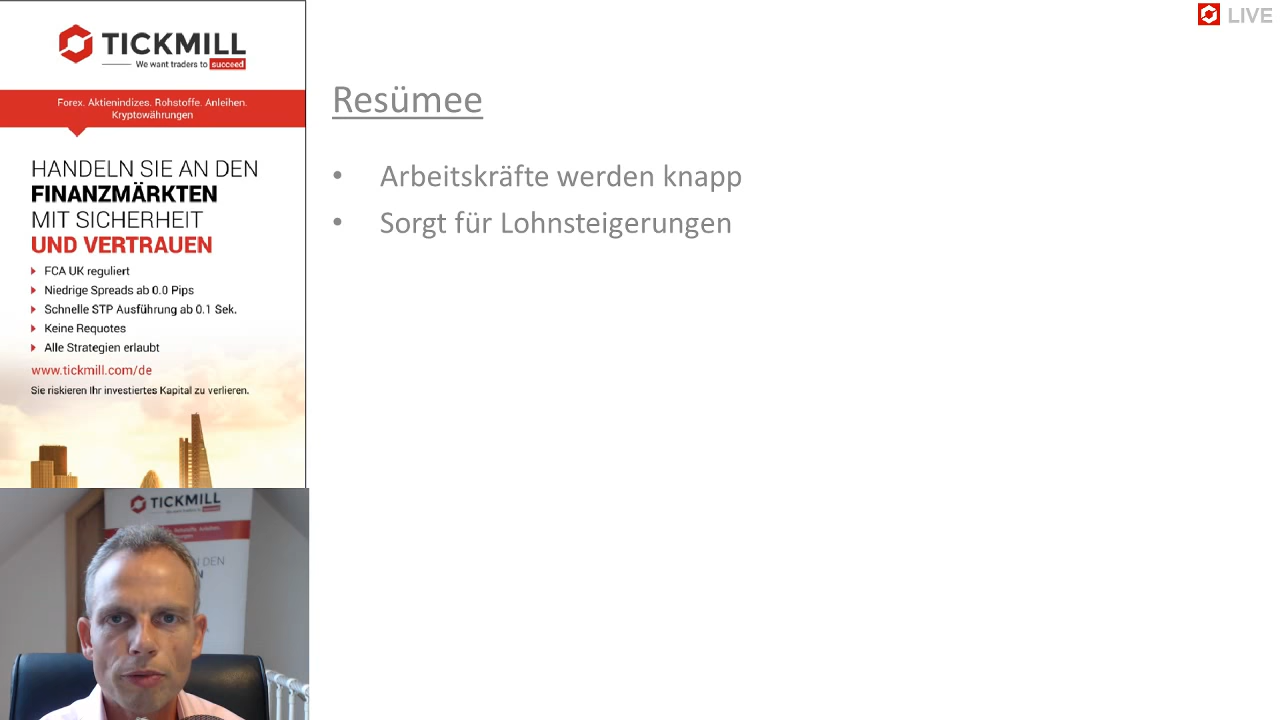 TICKMILL
We want traders to succeed
Forex. Aktienindizes. Rohstoffe. Anleihen.
Kryptowährungen
HANDELN SIE AN DEN
FINANZMÄRKTEN
MIT SICHERHEIT
UND VERTRAUEN
FCA UK reguliert
Niedrige Spreads ab 0.0 Pips
Schnelle STP Ausführung ab 0.1 Sek.
Keine Requotes
Alle Strategien erlaubt
www.tickmill.com/de
Sie riskieren Ihr investiertes Kapital zu verlieren.
LIVE
Resümee
• Arbeitskräfte werden knapp
• Sorgt für Lohnsteigerungen
TICKMILL